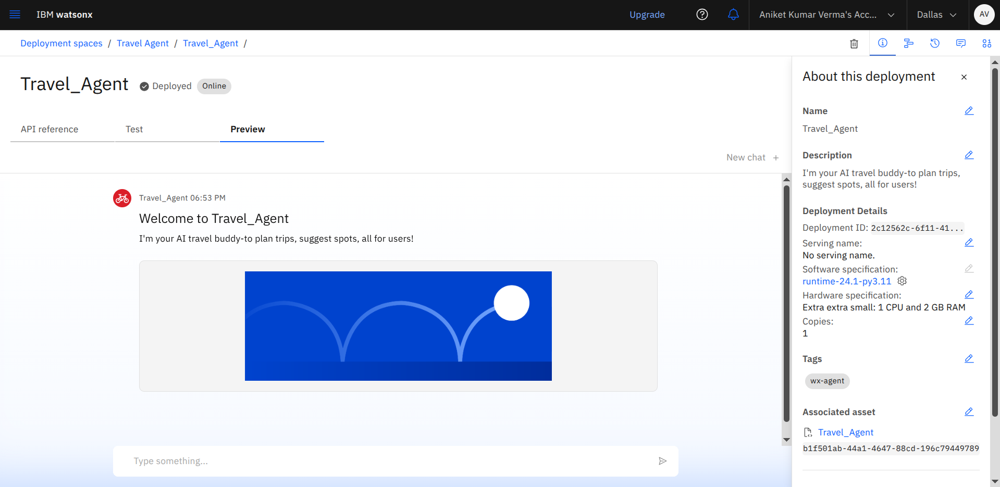 IBM watsonx
Upgrade
Aniket Kumar Verma's Acc...
Dallas
AV
Deployment spaces / Travel Agent / Travel_Agent /
Travel_Agent
Deployed
Online
API reference
Test
Preview
New chat +
Travel_Agent 06:53 PM
Welcome to Travel_Agent
I'm your AI travel buddy-to plan trips, suggest spots, all for users!
Type something...
About this deployment
Name
Travel_Agent
Description
I'm your AI travel buddy-to plan trips,
suggest spots, all for users!
Deployment Details
Deployment ID: 2c12562c-6f11-41...
Serving name:
No serving name.
Software specification:
runtime-24.1-py3.11
Hardware specification:
Extra extra small: 1 CPU and 2 GB RAM
Copies:
1
Tags
wx-agent
Associated asset
Travel_Agent
b1f501ab-44a1-4647-88cd-196c79449789